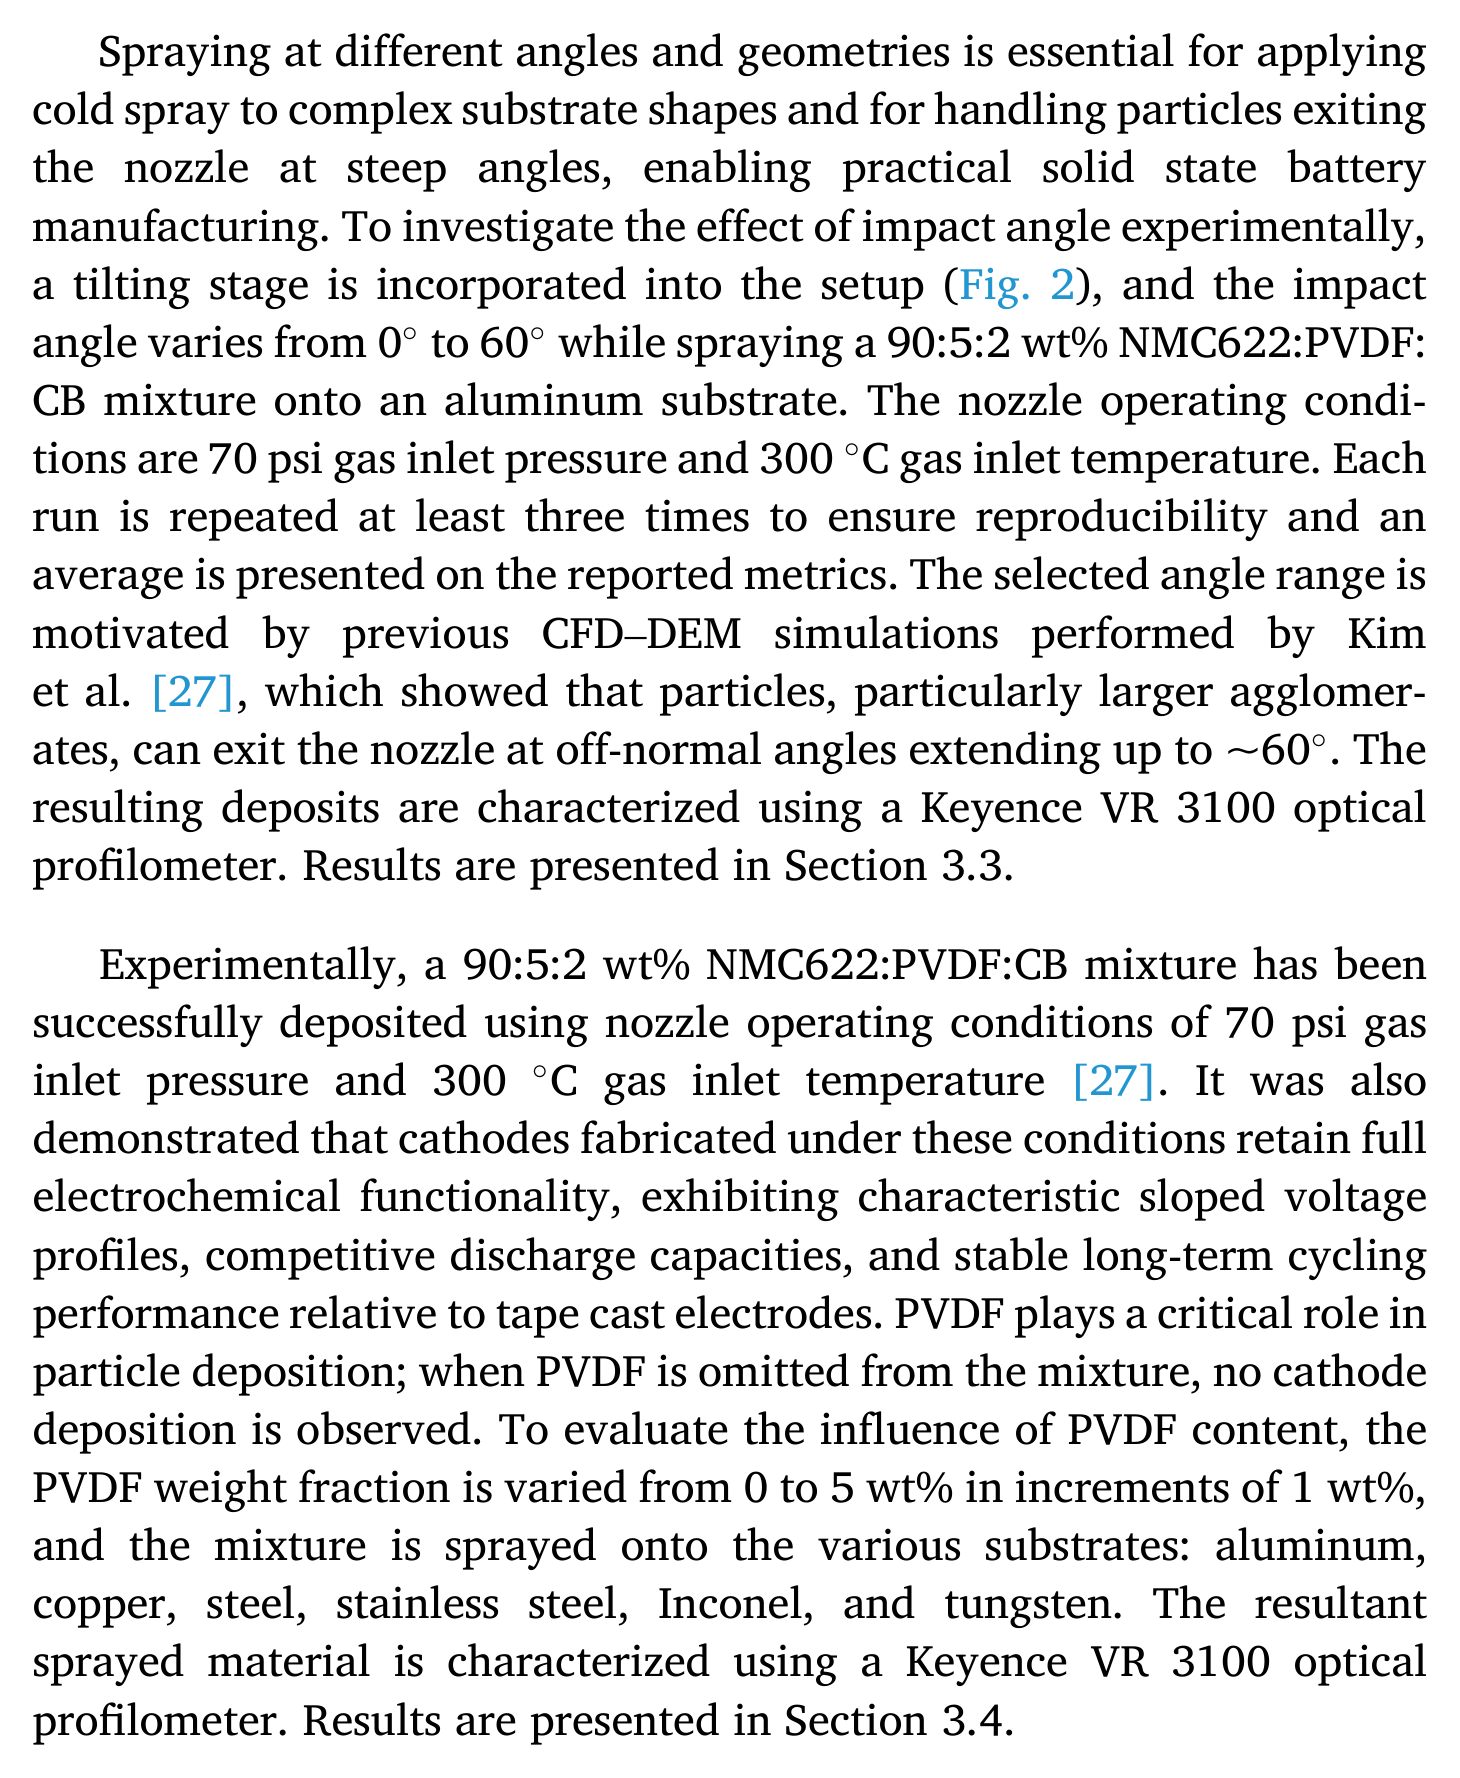 Spraying at different angles and geometries is essential for applying
cold spray to complex substrate shapes and for handling particles exiting
the nozzle at steep angles, enabling practical solid state battery
manufacturing. To investigate the effect of impact angle experimentally,
a tilting stage is incorporated into the setup (Fig. 2), and the impact
angle varies from 0° to 60° while spraying a 90:5:2 wt% NMC622:PVDF:
CB mixture onto an aluminum substrate. The nozzle operating condi-
tions are 70 psi gas inlet pressure and 300 °C gas inlet temperature. Each
run is repeated at least three times to ensure reproducibility and an
average is presented on the reported metrics. The selected angle range is
motivated by previous CFD–DEM simulations performed by Kim
et al. [27], which showed that particles, particularly larger agglomer-
ates, can exit the nozzle at off-normal angles extending up to ~60°. The
resulting deposits are characterized using a Keyence VR 3100 optical
profilometer. Results are presented in Section 3.3.
Experimentally, a 90:5:2 wt% NMC622:PVDF:CB mixture has been
successfully deposited using nozzle operating conditions of 70 psi gas
inlet pressure and 300 °C gas inlet temperature [27]. It was also
demonstrated that cathodes fabricated under these conditions retain full
electrochemical functionality, exhibiting characteristic sloped voltage
profiles, competitive discharge capacities, and stable long-term cycling
performance relative to tape cast electrodes. PVDF plays a critical role in
particle deposition; when PVDF is omitted from the mixture, no cathode
deposition is observed. To evaluate the influence of PVDF content, the
PVDF weight fraction is varied from 0 to 5 wt% in increments of 1 wt%,
and the mixture is sprayed onto the various substrates: aluminum,
copper, steel, stainless steel, Inconel, and tungsten. The resultant
sprayed material is characterized using a Keyence VR 3100 optical
profilometer. Results are presented in Section 3.4.